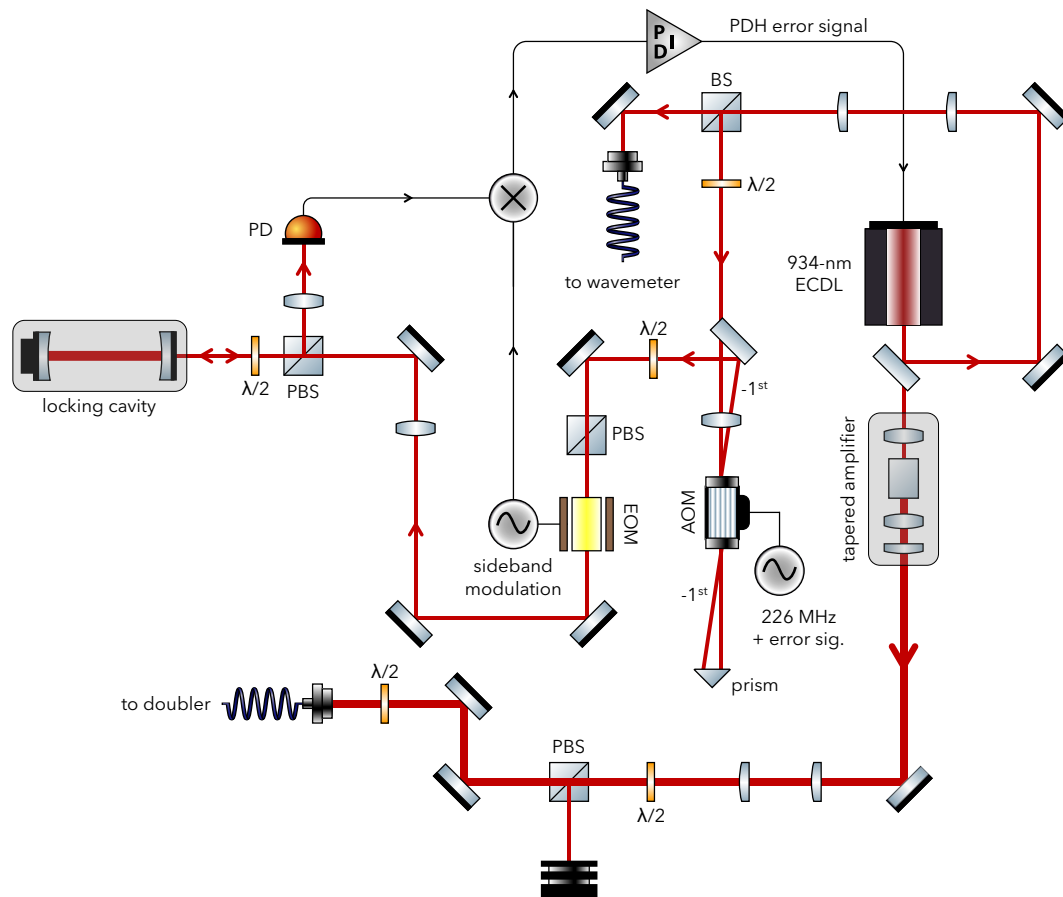 P I
D
PDH error signal
BS
λ/2
PD
to wavemeter
934-nm
ECDL
λ/2
λ/2
PBS
locking cavity
-1st
PBS
tapered amplifier
AOM
EOM
sideband
modulation
-1st
226 MHz
+ error sig.
prism
λ/2
to doubler
PBS
λ/2